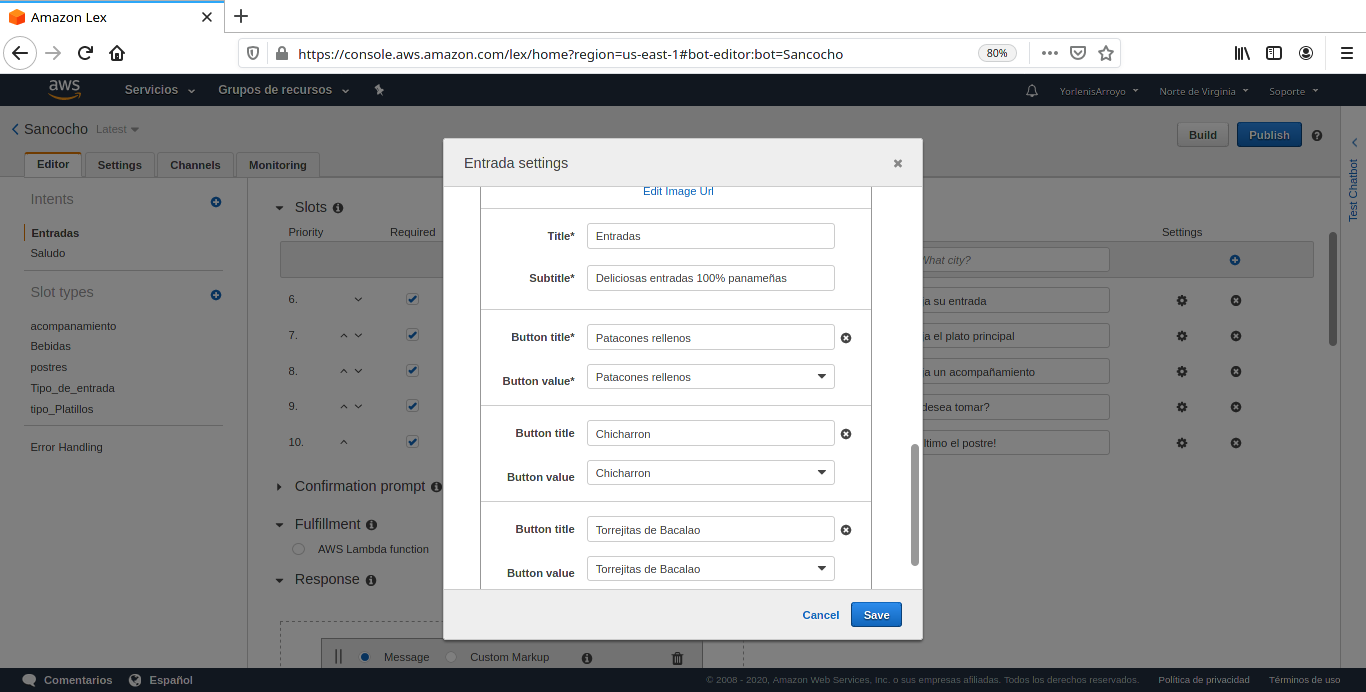 Amazon Lex
https://console.aws.amazon.com/lex/home?region=us-east-1#bot-editor:bot=Sancocho
80%
aws
Servicios
Grupos de recursos
YorlenisArroyo
Norte de Virginia
Soporte
Sancocho
Latest
Build
Publish
Editor
Settings
Channels
Monitoring
Test Chatbot
Intents
Entradas
Saludo
Slot types
acompanamiento
Bebidas
postres
Tipo_de_entrada
tipo_Platillos
Error Handling
Slots
Priority
Required
Settings
What city?
6.
a su entrada
7.
a el plato principal
8.
a un acompañamiento
9.
desea tomar?
10.
ltimo el postre!
Confirmation prompt
Fulfillment
AWS Lambda function
Response
Message
Custom Markup
Entrada settings
Edit Image Url
Title*
Entradas
Subtitle*
Deliciosas entradas 100% panameñas
Button title*
Patacones rellenos
Button value*
Patacones rellenos
Button title
Chicharron
Button value
Chicharron
Button title
Torrejitas de Bacalao
Button value
Torrejitas de Bacalao
Cancel
Save
Comentarios
Español
© 2008 - 2020, Amazon Web Services, Inc. o sus empresas afiliadas. Todos los derechos reservados.
Política de privacidad
Términos de uso